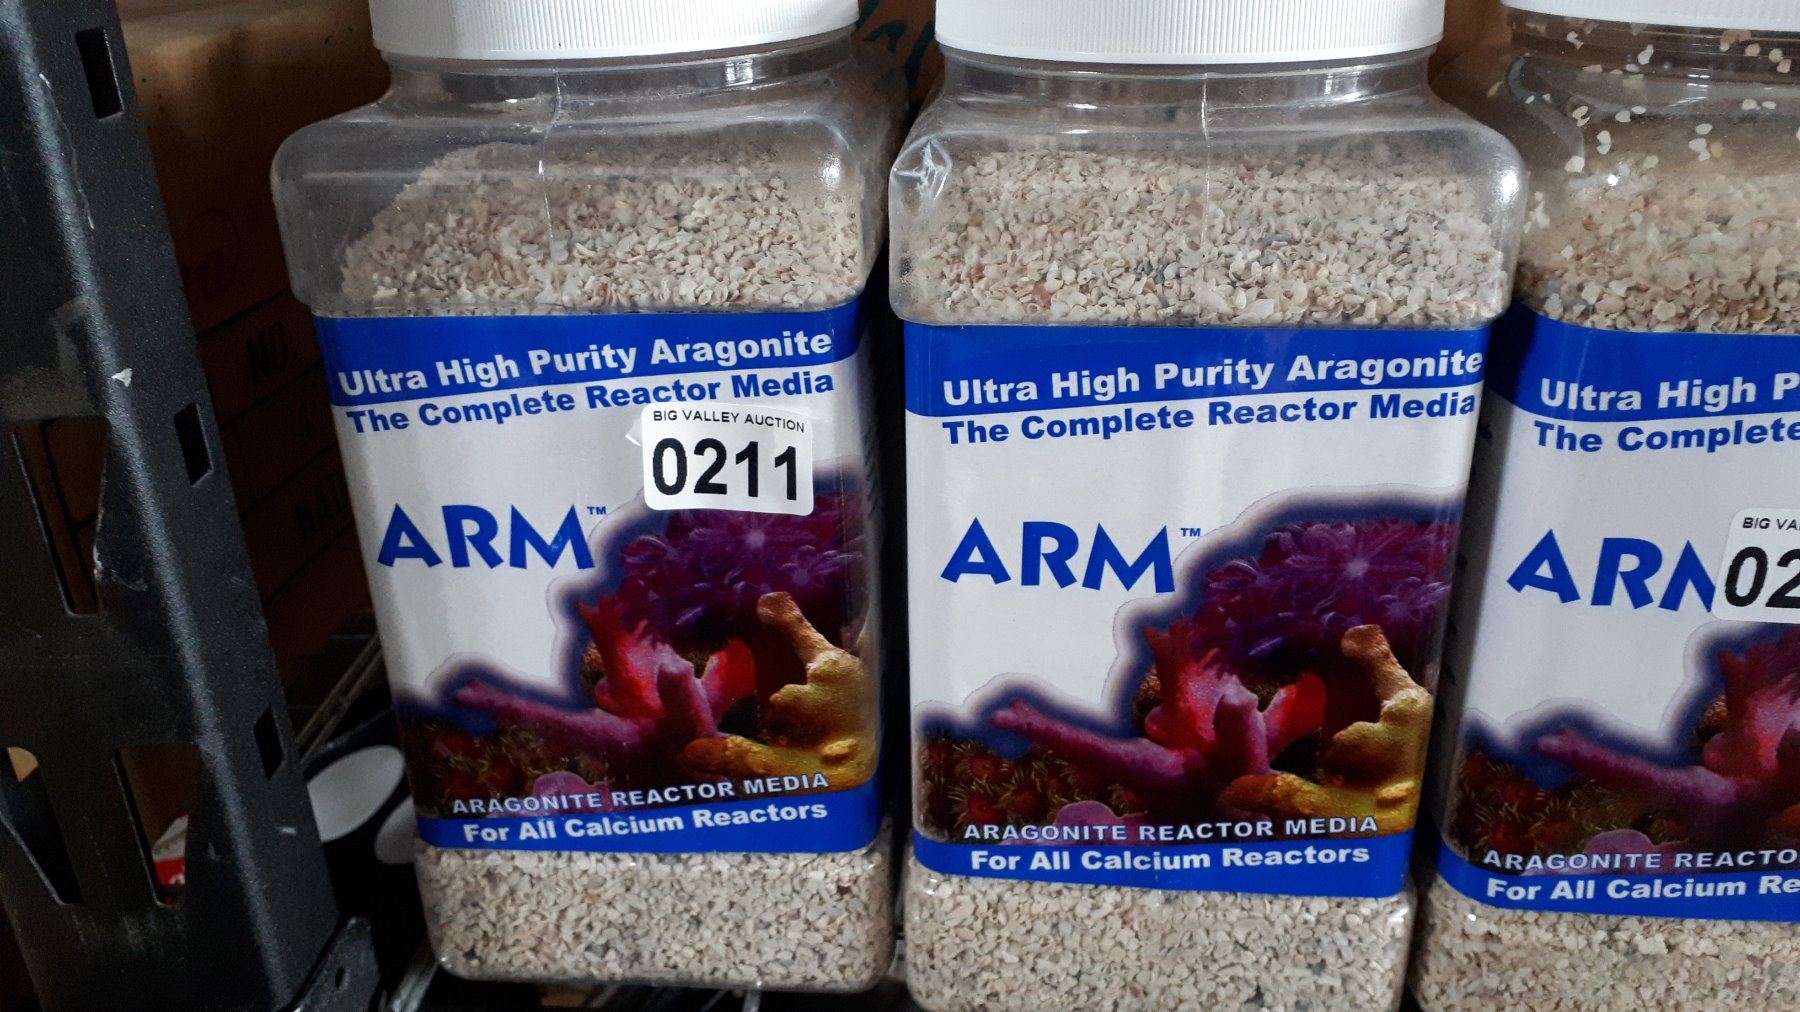 Ultra High Purity Aragonite
The Complete Reactor Media
BIG VALLEY AUCTION
0211
ARM™
ARAGONITE REACTOR MEDIA
For All Calcium Reactors
Ultra High Purity Aragonite
The Complete Reactor Media
ARM™
ARAGONITE REACTOR MEDIA
For All Calcium Reactors
Ultra High P
The Complete
BIG VA
02
ARM
ARAGONITE REACTO
For All Calcium Re
NO.